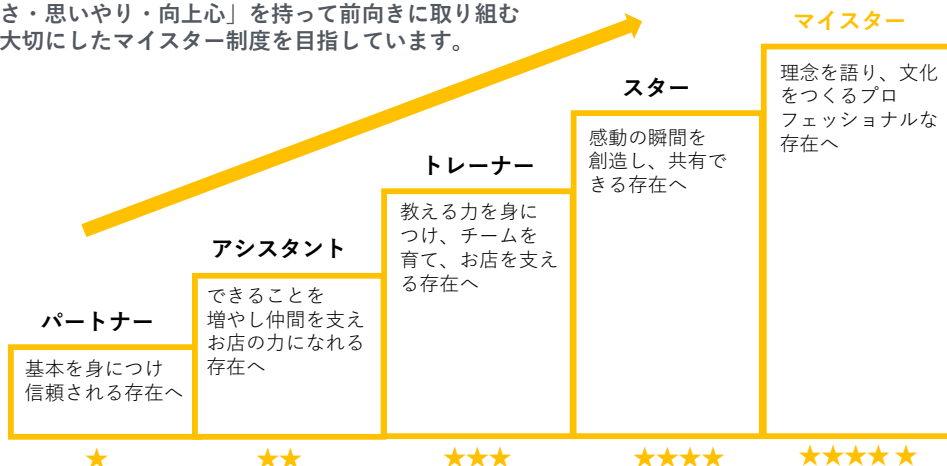 さ・思いやり・向上心」を持って前向きに取り組む
大切にしたマイスター制度を目指しています。
マイスター
理念を語り、文化
をつくるプロ
フェッショナルな
存在へ
スター
感動の瞬間を
創造し、共有で
きる存在へ
トレーナー
教える力を身に
つけ、チームを
育て、お店を支え
る存在へ
アシスタント
できることを
増やし仲間を支え
お店の力になれる
存在へ
パートナー
基本を身につけ
信頼される存在へ
★
★★
★★★
★★★★
★★★★★